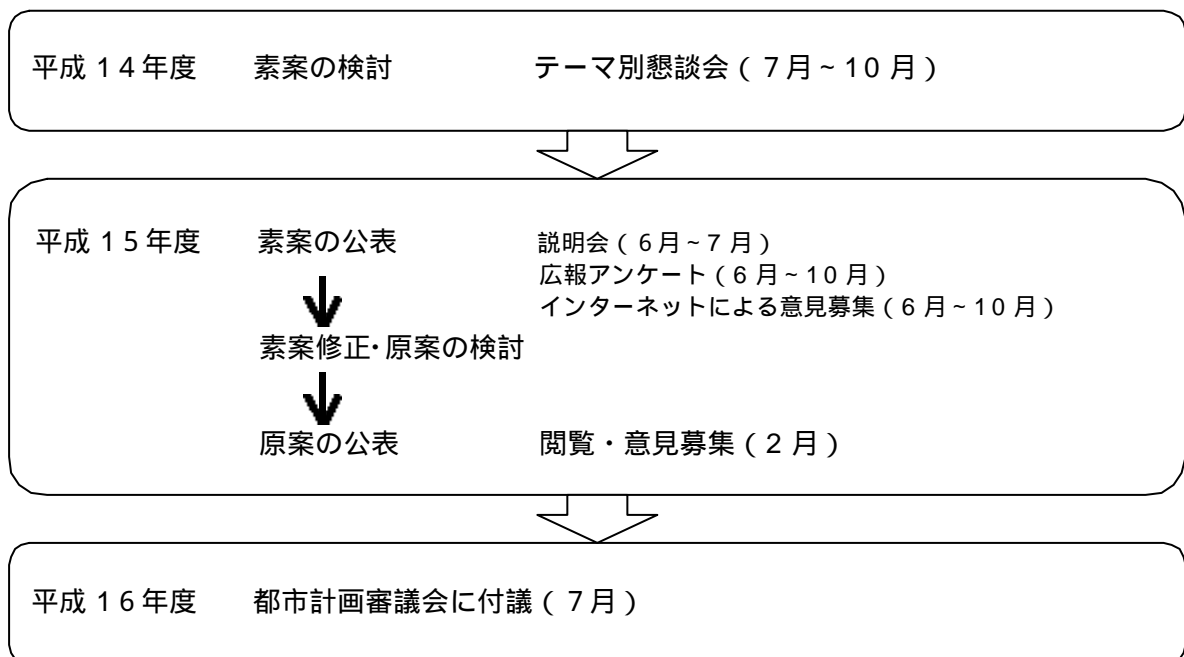 平成 14年度 素案の検討 テーマ別懇談会(7月~10月)
平成 15年度 素案の公表 説明会(6月~7月)
広報アンケート(6月~10月)
インターネットによる意見募集(6月~10月)
素案修正・原案の検討
原案の公表 閲覧・意見募集(2月)
平成 16年度 都市計画審議会に付議(7月)